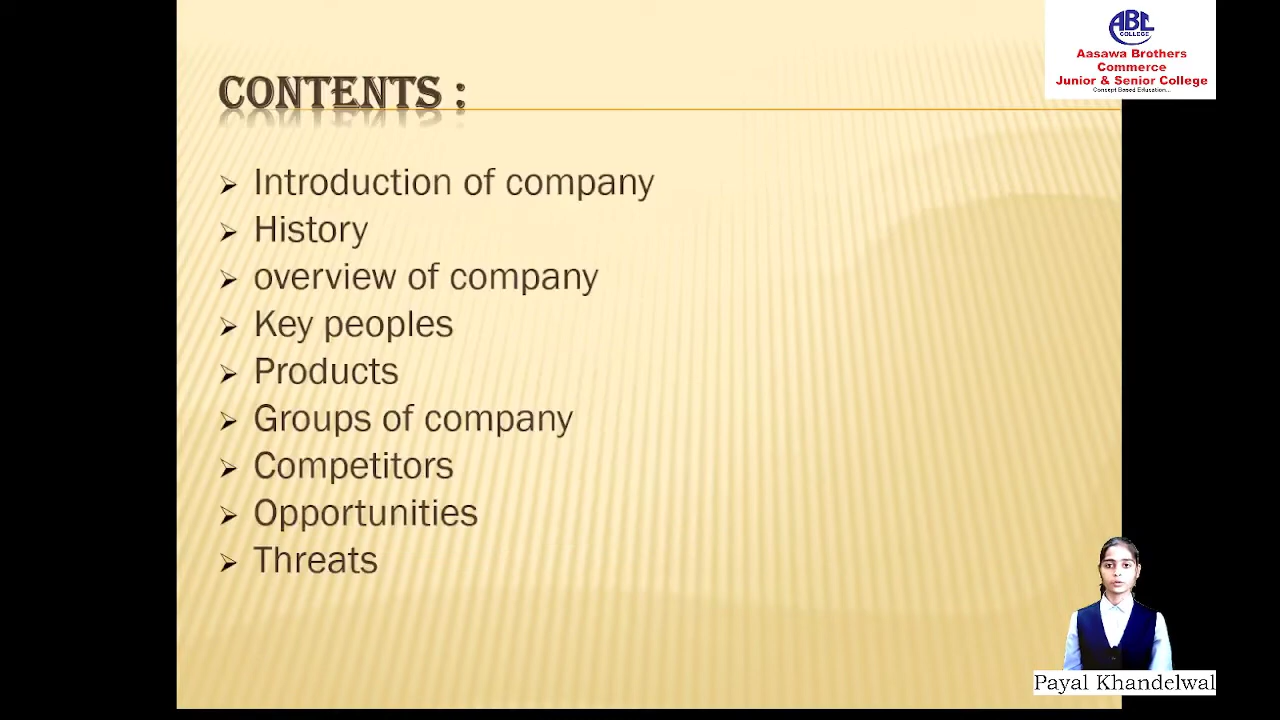 ABC
COLLEGE
Aasawa Brothers
Commerce
Junior & Senior College
Concept Based Education...
CONTENTS :
Introduction of company
History
overview of company
Key peoples
Products
Groups of company
Competitors
Opportunities
Threats
Payal Khandelwal